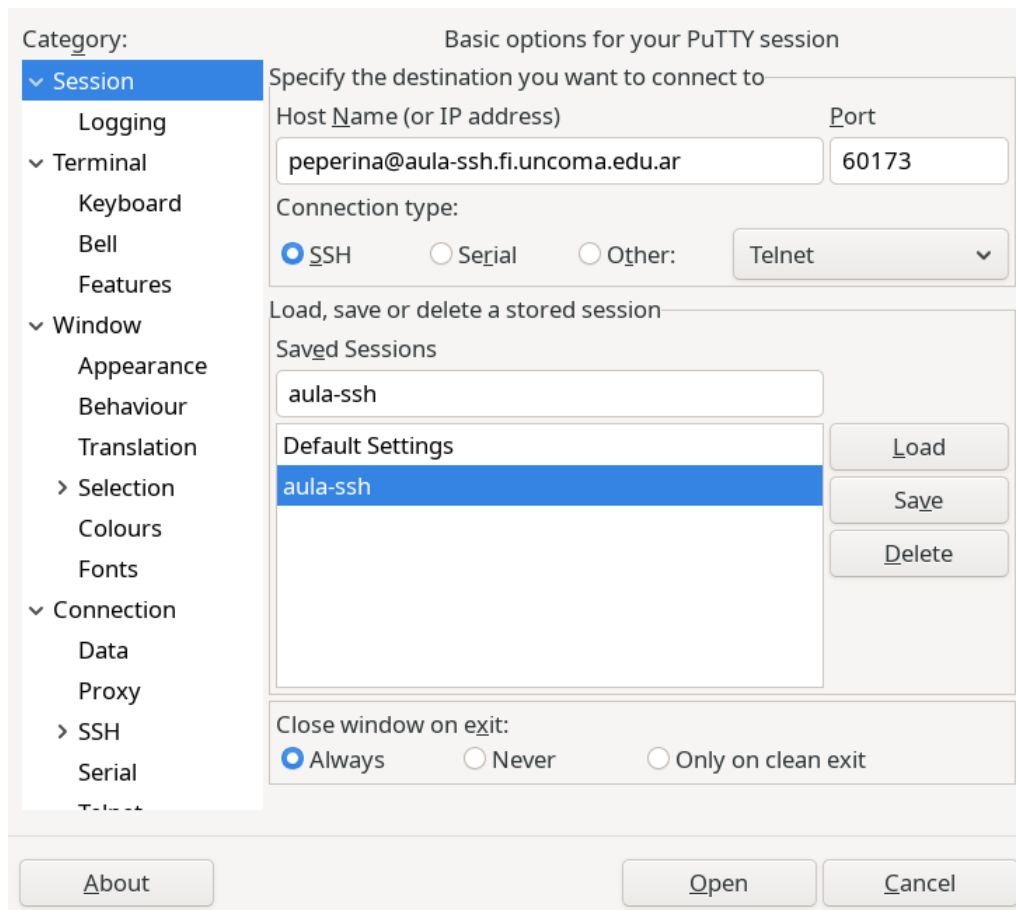 Category:
Session
Logging
Terminal
Keyboard
Bell
Features
Window
Appearance
Behaviour
Translation
Selection
Colours
Fonts
Connection
Data
Proxy
SSH
Serial
Telnet
Basic options for your PuTTY session
Specify the destination you want to connect to
Host Name (or IP address) Port
peperina@aula-ssh.fi.uncoma.edu.ar 60173
Connection type:
SSH Serial Other: Telnet
Load, save or delete a stored session
Saved Sessions
aula-ssh
Default Settings
aula-ssh
Load
Save
Delete
Close window on exit:
Always Never Only on clean exit
About Open Cancel